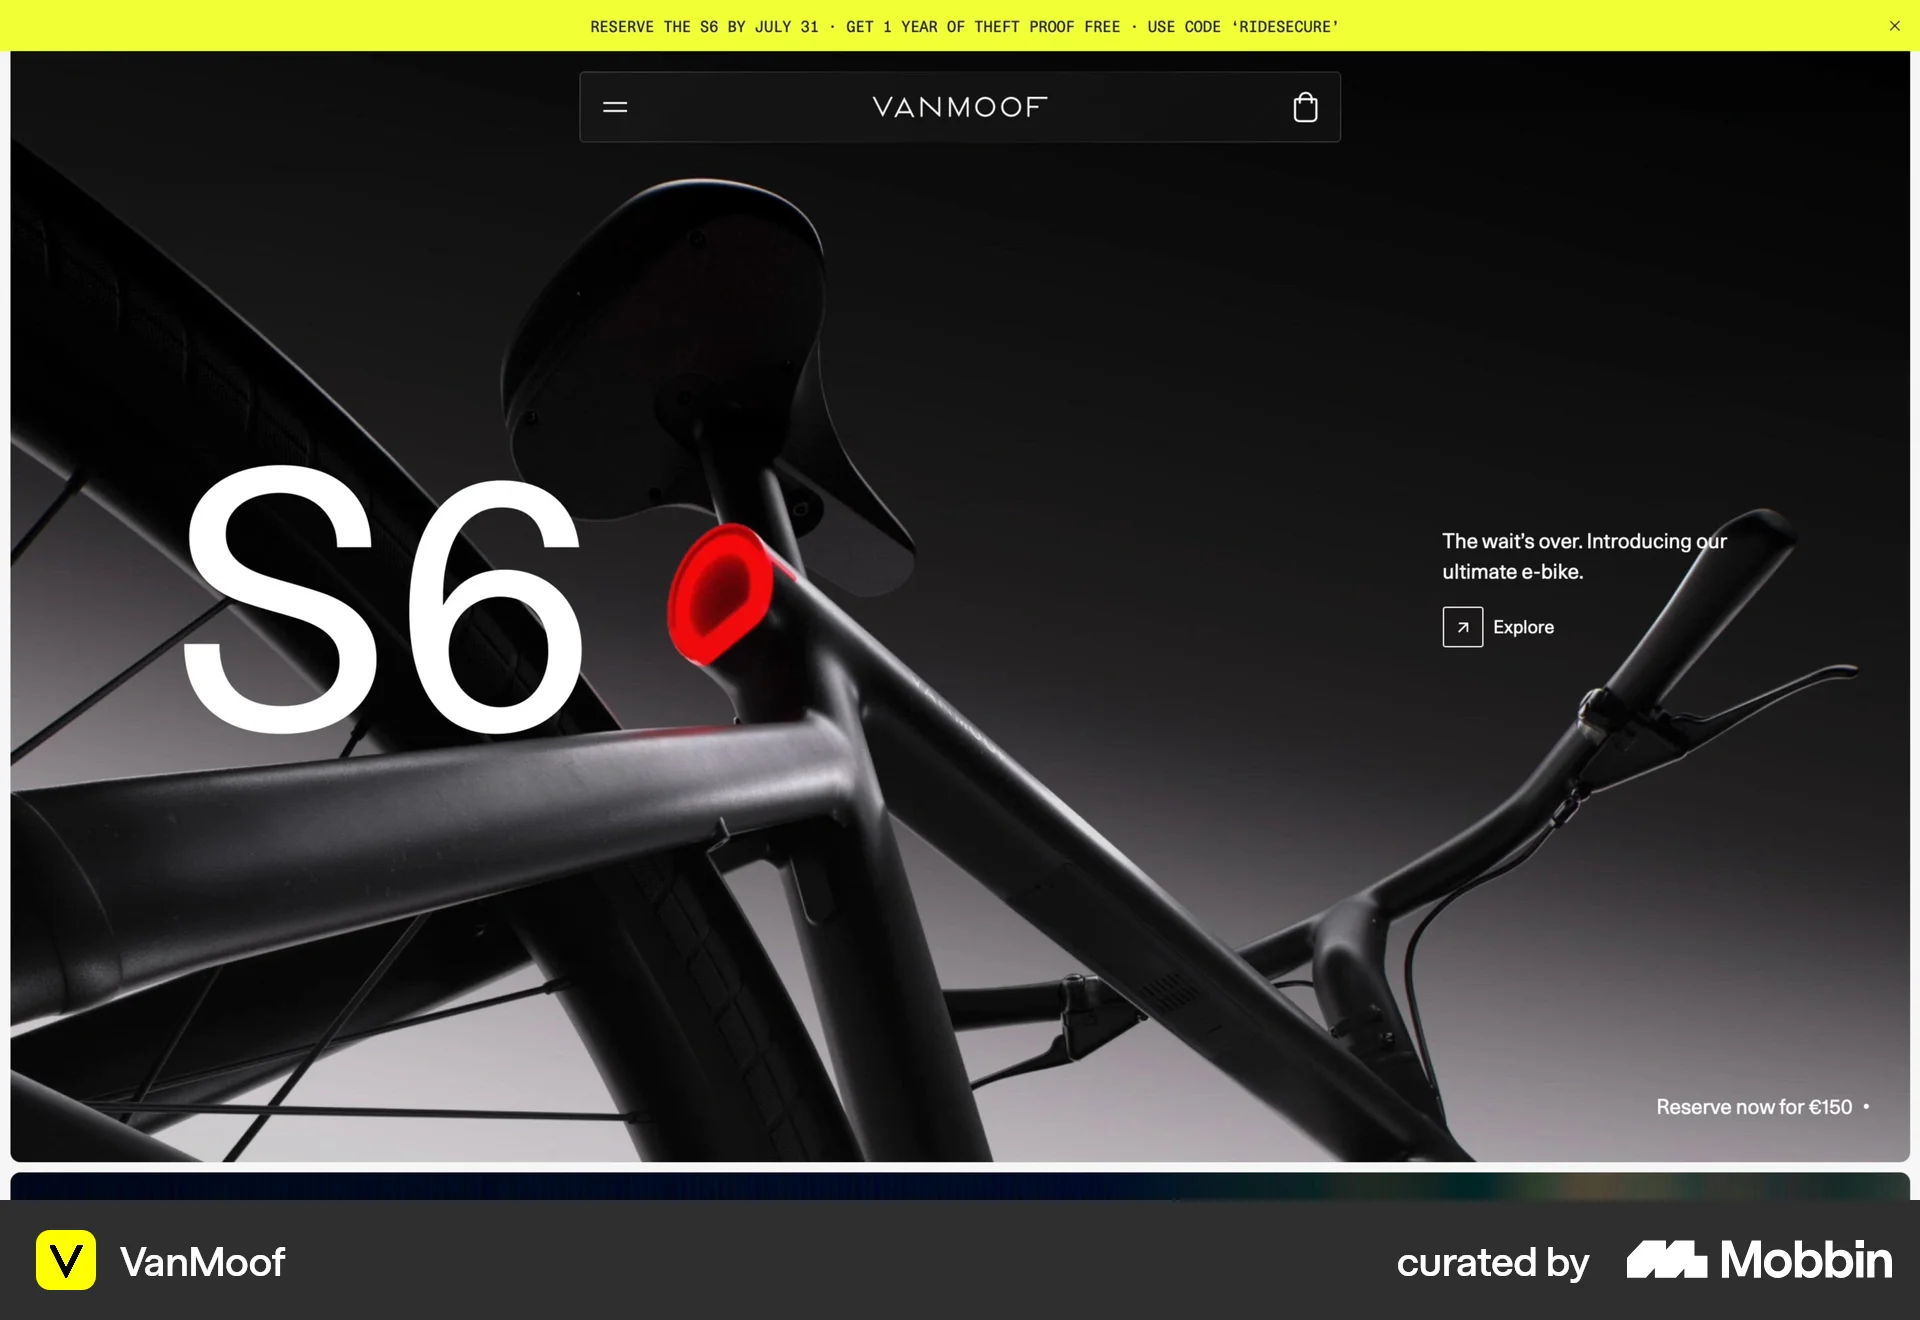 RESERVE THE S6 BY JULY 31 · GET 1 YEAR OF THEFT PROOF FREE · USE CODE ‘RIDESECURE’
VANMOOF
S6
The wait’s over. Introducing our
ultimate e-bike.
Explore
Reserve now for €150 •
V VanMoof
curated by Mobbin